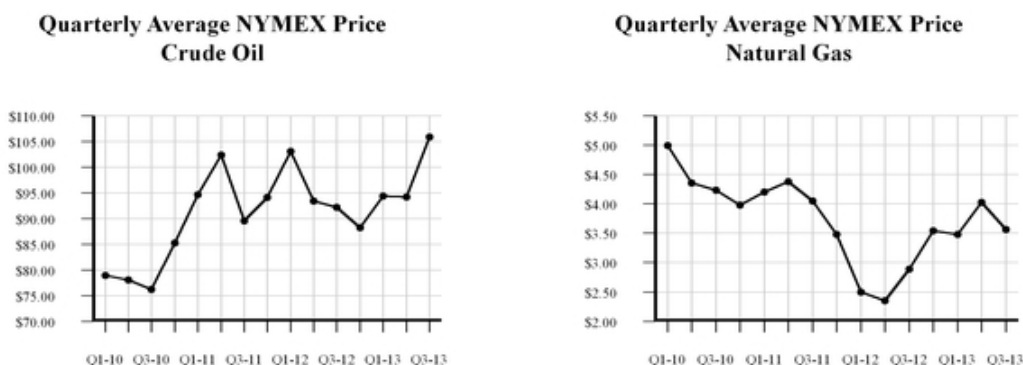 Quarterly Average NYMEX Price
Crude Oil
$110.00
$105.00
$100.00
$95.00
$90.00
$85.00
$80.00
$75.00
$70.00
Q1-10 Q3-10 Q1-11 Q3-11 Q1-12 Q3-12 Q1-13 Q3-13
Quarterly Average NYMEX Price
Natural Gas
$5.50
$5.00
$4.50
$4.00
$3.50
$3.00
$2.50
$2.00
Q1-10 Q3-10 Q1-11 Q3-11 Q1-12 Q3-12 Q1-13 Q3-13